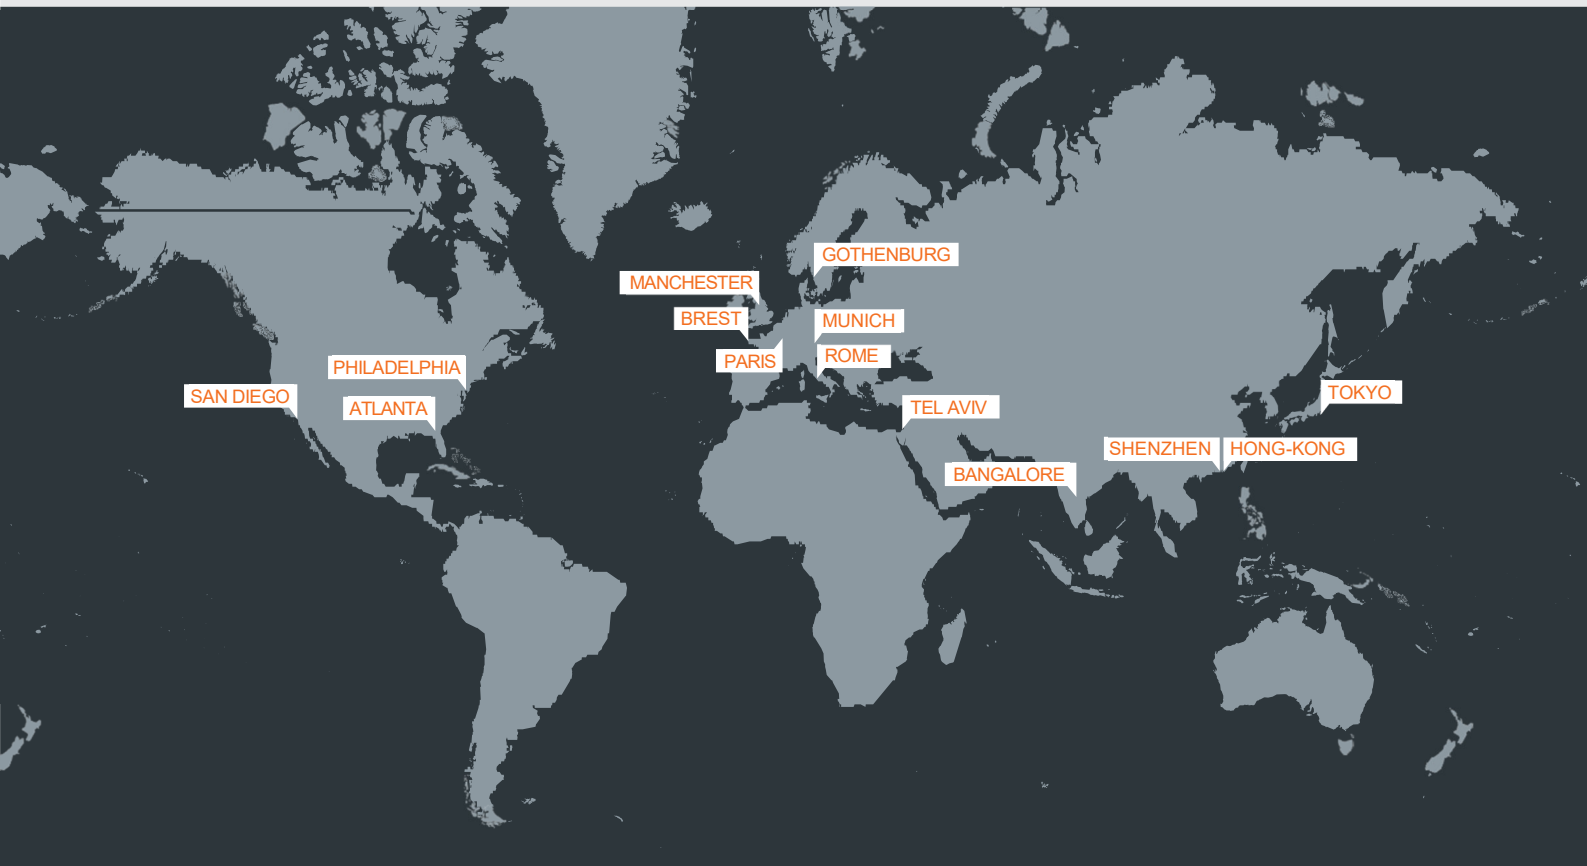 GOTHENBURG
MANCHESTER
BREST
MUNICH
PARIS
ROME
PHILADELPHIA
SAN DIEGO
ATLANTA
TEL AVIV
TOKYO
SHENZHEN
HONG-KONG
BANGALORE